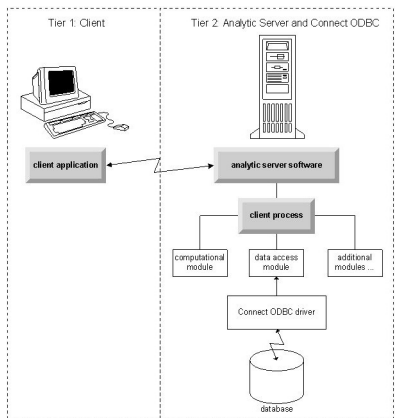 Tier 1: Client
Tier 2: Analytic Server and Connect ODBC
client application
analytic server software
client process
computational
module
data access
module
additional
modules ...
Connect ODBC driver
database